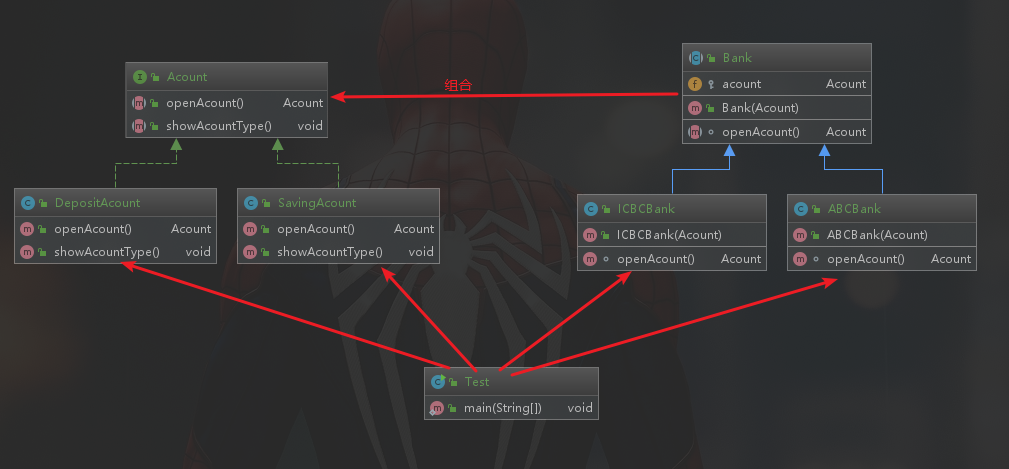 Acount
openAcount() Acount
showAcountType() void
组合
Bank
acount Acount
Bank(Acount)
openAcount() Acount
DepositAcount
openAcount() Acount
showAcountType() void
SavingAcount
openAcount() Acount
showAcountType() void
ICBCBank
ICBCBank(Acount)
openAcount() Acount
ABCBank
ABCBank(Acount)
openAcount() Acount
Test
main(String[]) void